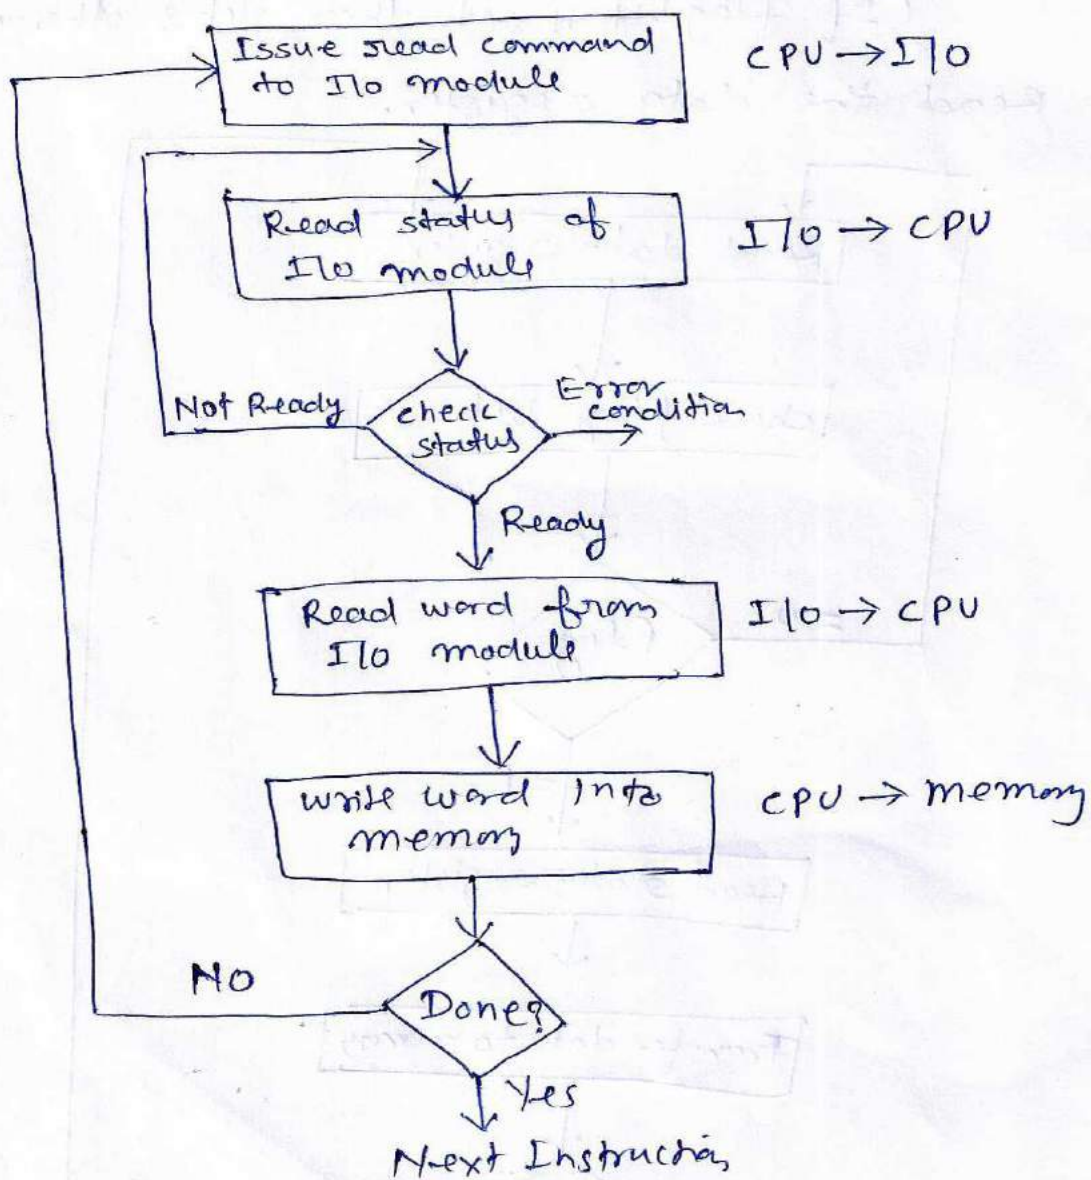 Issue read command
to I/O module
CPU → I/O
Read status of
I/O module
I/O → CPU
Not Ready
check
status
Error
condition
Ready
Read word from
I/O module
I/O → CPU
write word Into
memory
CPU → memory
No
Done?
Yes
Next Instruction